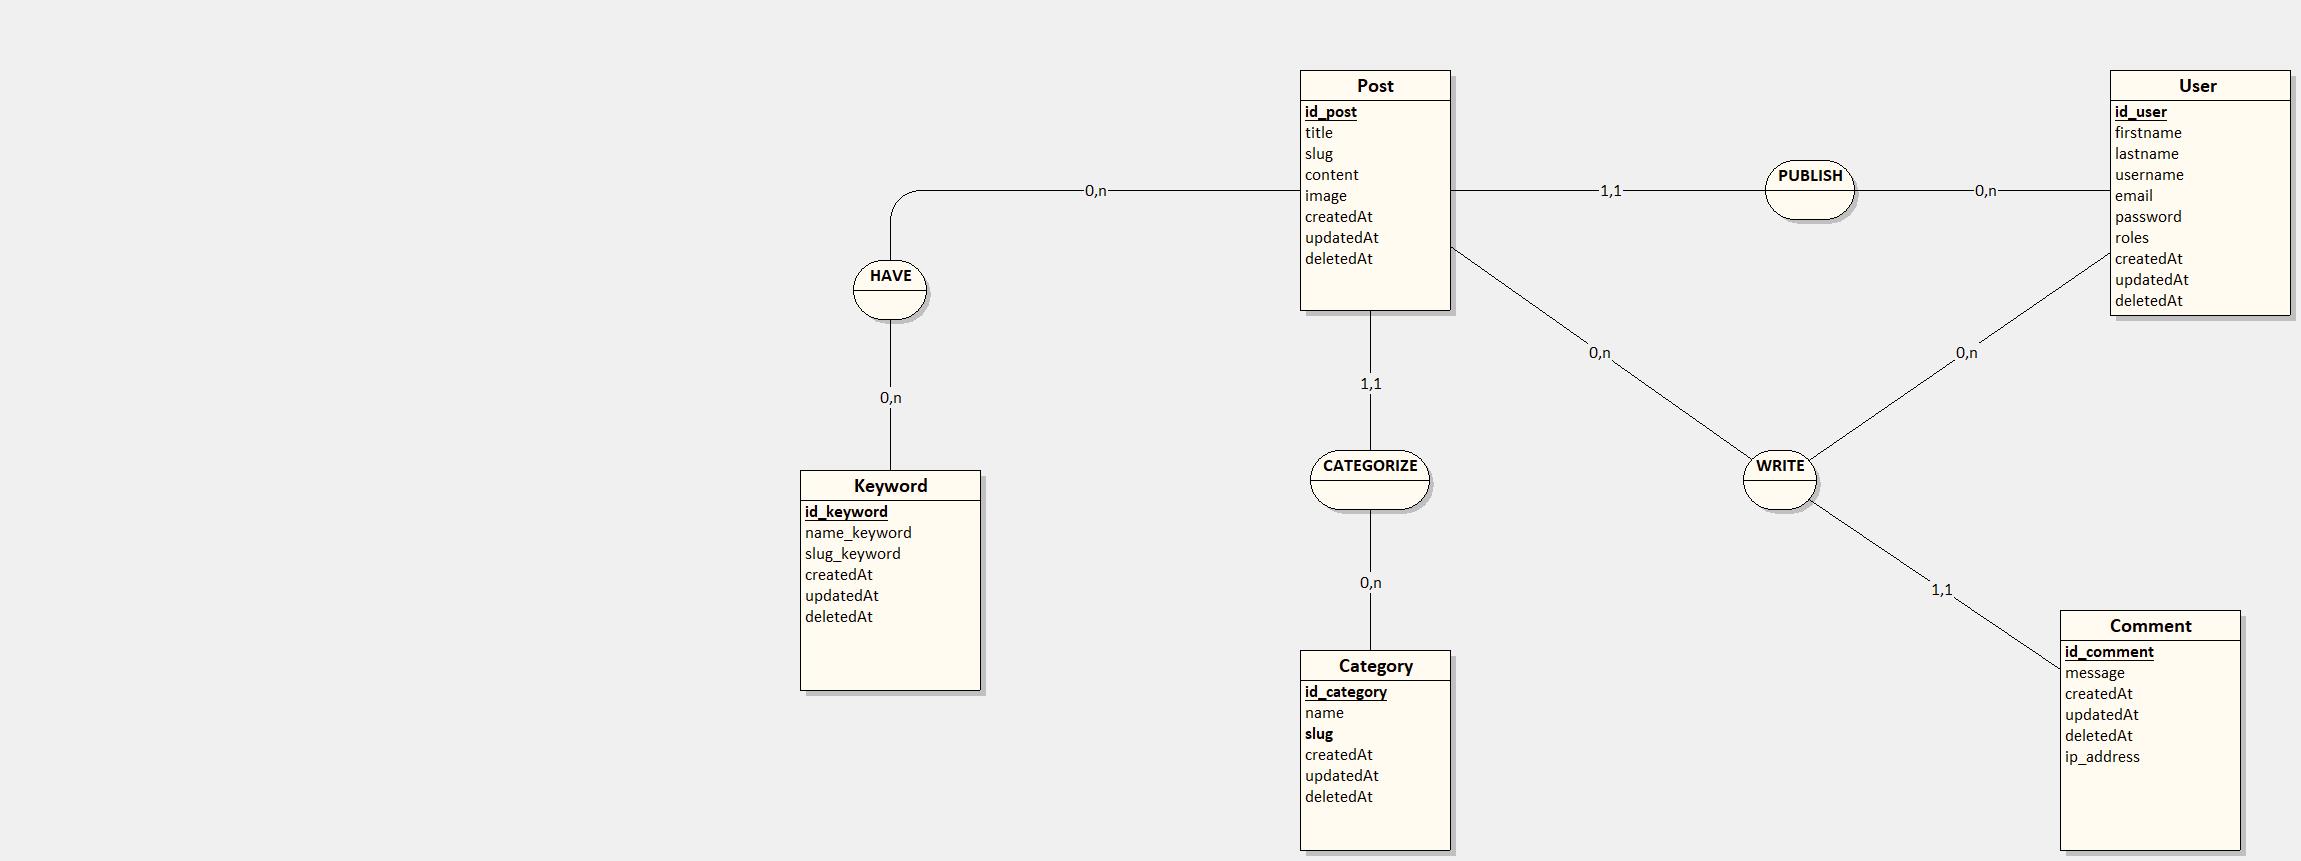 Post
id_post
title
slug
content
image
createdAt
updatedAt
deletedAt
User
id_user
firstname
lastname
username
email
password
roles
createdAt
updatedAt
deletedAt
PUBLISH
0,n
1,1
0,n
HAVE
0,n
1,1
0,n
0,n
CATEGORIZE
WRITE
Keyword
id_keyword
name_keyword
slug_keyword
createdAt
updatedAt
deletedAt
0,n
1,1
Category
id_category
name
slug
createdAt
updatedAt
deletedAt
Comment
id_comment
message
createdAt
updatedAt
deletedAt
ip_address